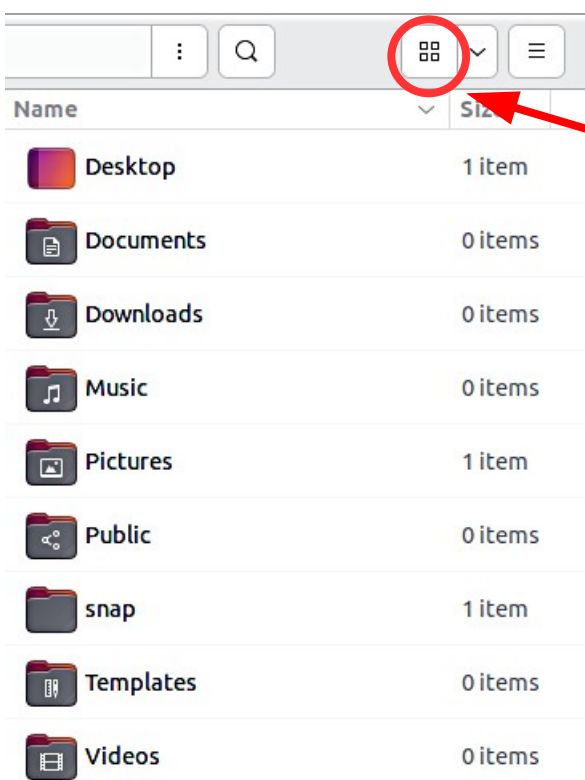 Name Size
Desktop 1 item
Documents 0 items
Downloads 0 items
Music 0 items
Pictures 1 item
Public 0 items
snap 1 item
Templates 0 items
Videos 0 items